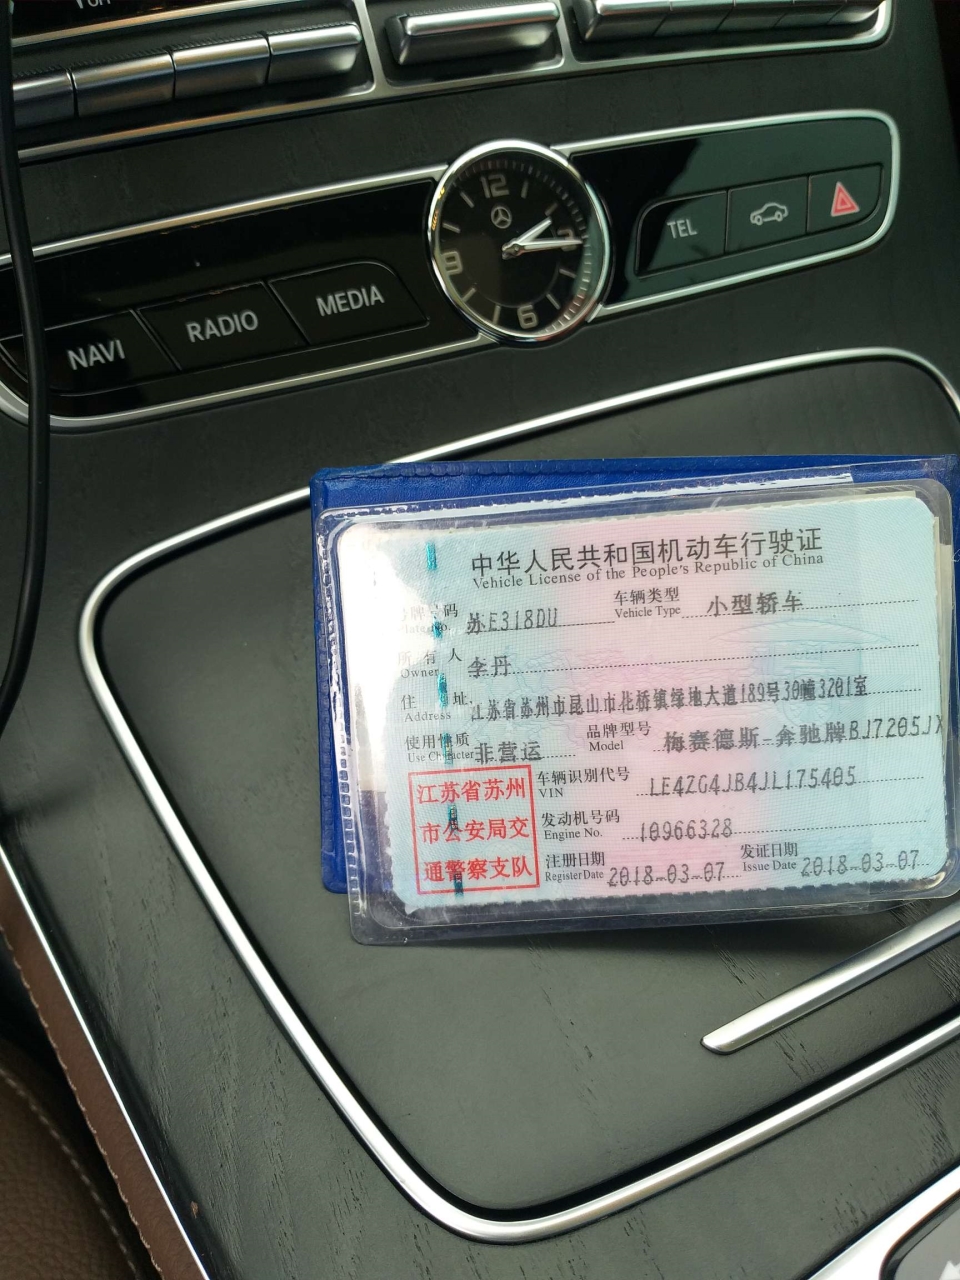 12
9
6
TEL
NAVI
RADIO
MEDIA
中华人民共和国机动车行驶证
Vehicle License of the People's Republic of China
号牌号码 苏E318DU 车辆类型 小型轿车
Plate No. Vehicle Type
所有人 李丹
Owner
住址 江苏省苏州市昆山市花桥镇绿地大道189号30幢3201室
Address
使用性质 非营运 品牌型号 梅赛德斯-奔驰牌BJ7205
Use Character Model
江苏省苏州
市公安局交
通警察支队
车辆识别代号 LE4ZG4JB4JL175405
VIN
发动机号码 10966328
Engine No.
注册日期 2018-03-07 发证日期 2018-03-07
Register Date Issue Date